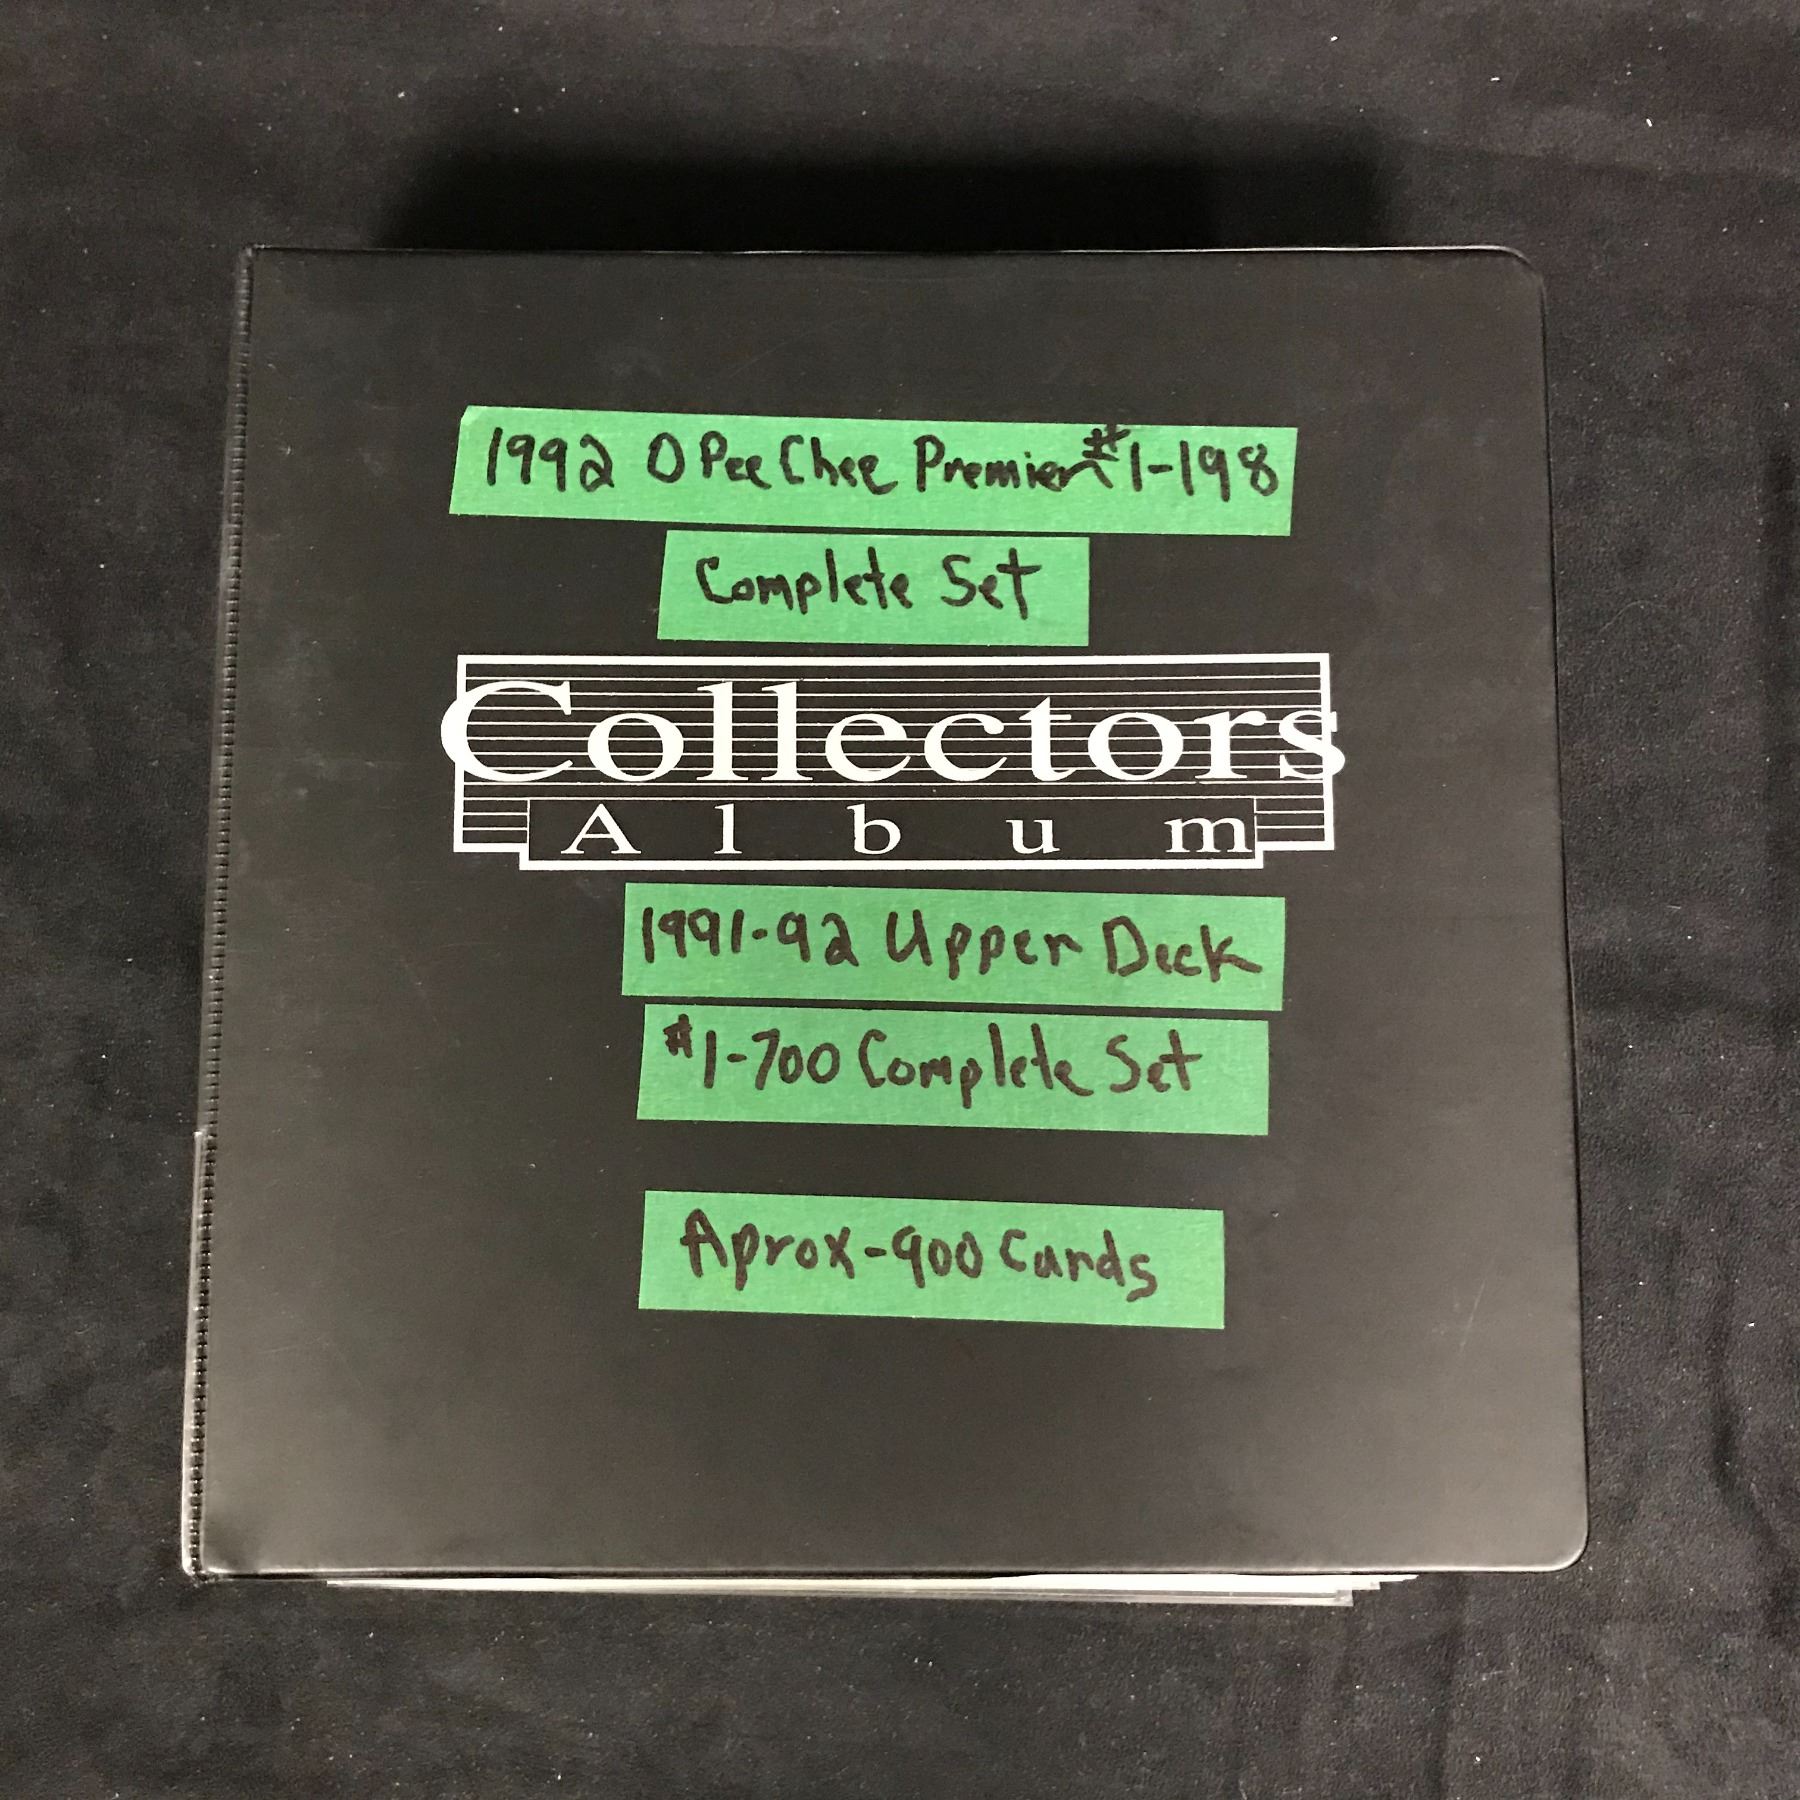 1992 O Pee Chee Premier #1-198
Complete Set
Collectors
Album
1991-92 Upper Deck
#1-700 Complete Set
Aprox-900 Cards